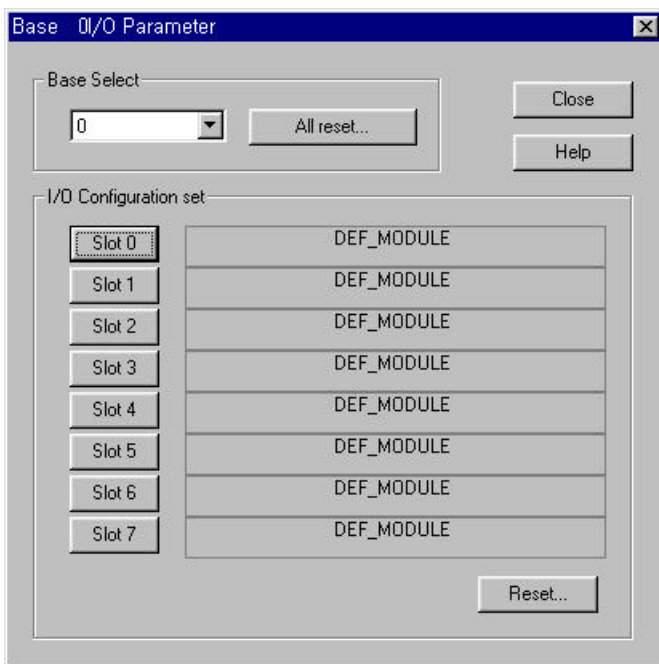 Base 0I/O Parameter
Base Select
0
All reset...
Close
Help
I/O Configuration set
Slot 0 DEF_MODULE
Slot 1 DEF_MODULE
Slot 2 DEF_MODULE
Slot 3 DEF_MODULE
Slot 4 DEF_MODULE
Slot 5 DEF_MODULE
Slot 6 DEF_MODULE
Slot 7 DEF_MODULE
Reset...